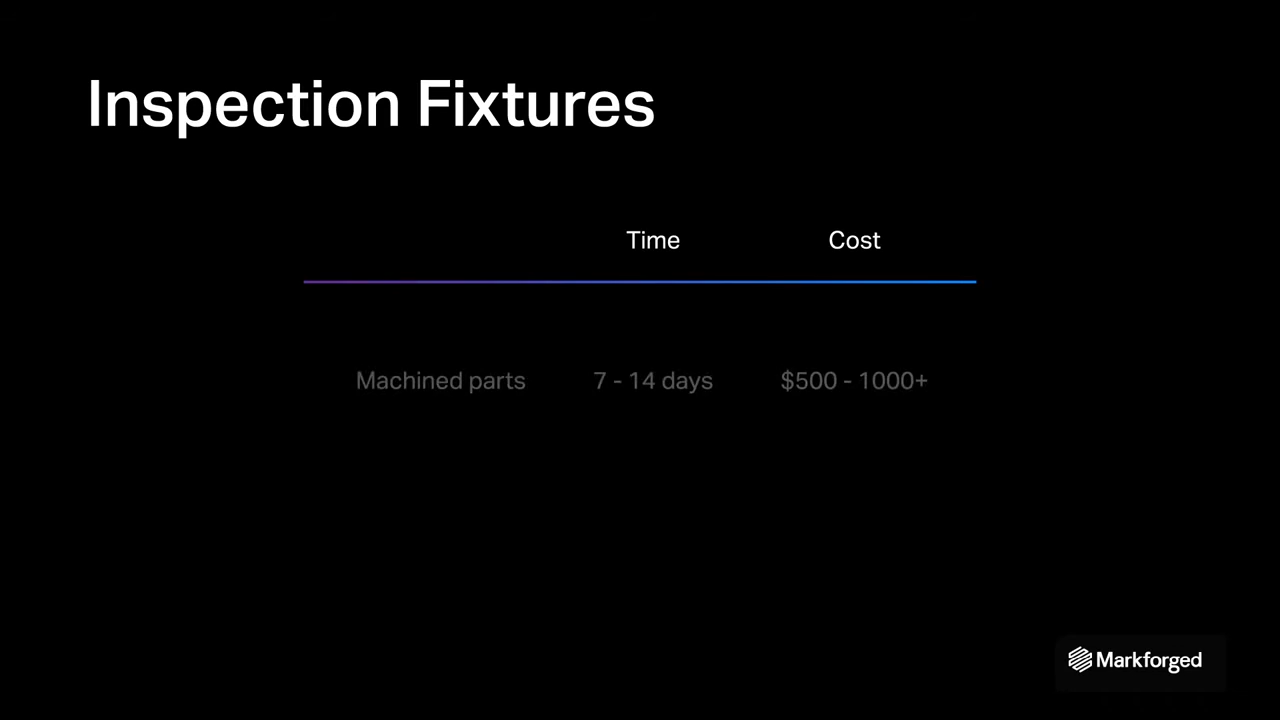 Inspection Fixtures
Time Cost
Machined parts 7 - 14 days $500 - 1000+
Markforged